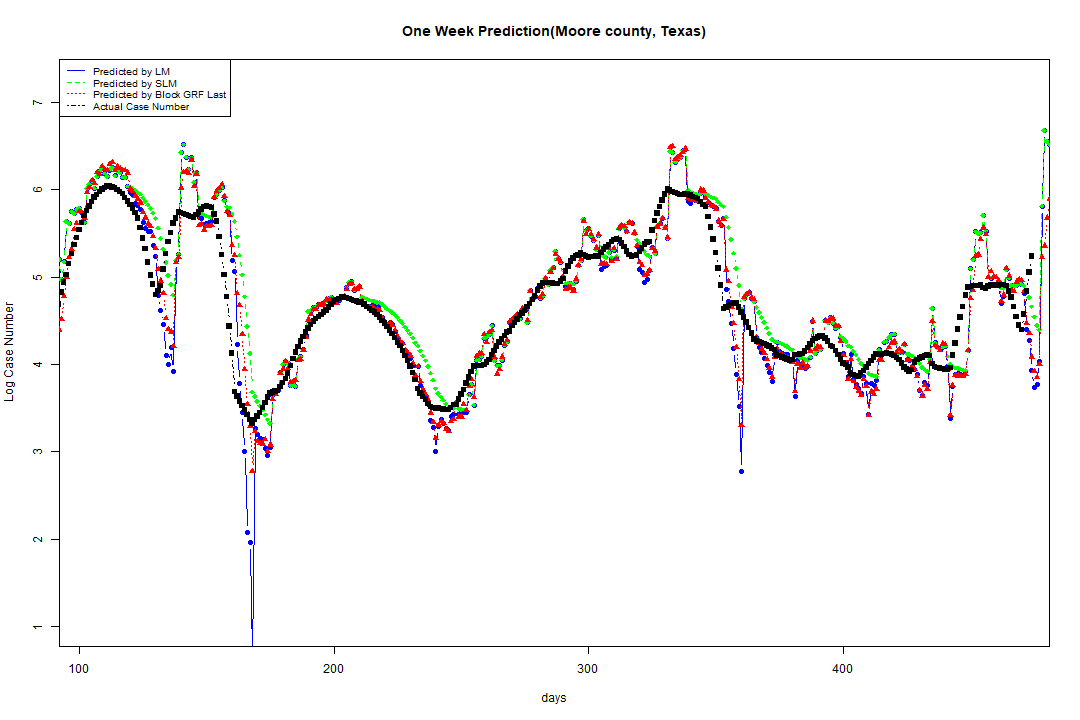 One Week Prediction(Moore county, Texas)
Predicted by LM
Predicted by SLM
Predicted by Block GRF Last
Actual Case Number
7
6
5
4
3
2
1
Log Case Number
100 200 300 400
days